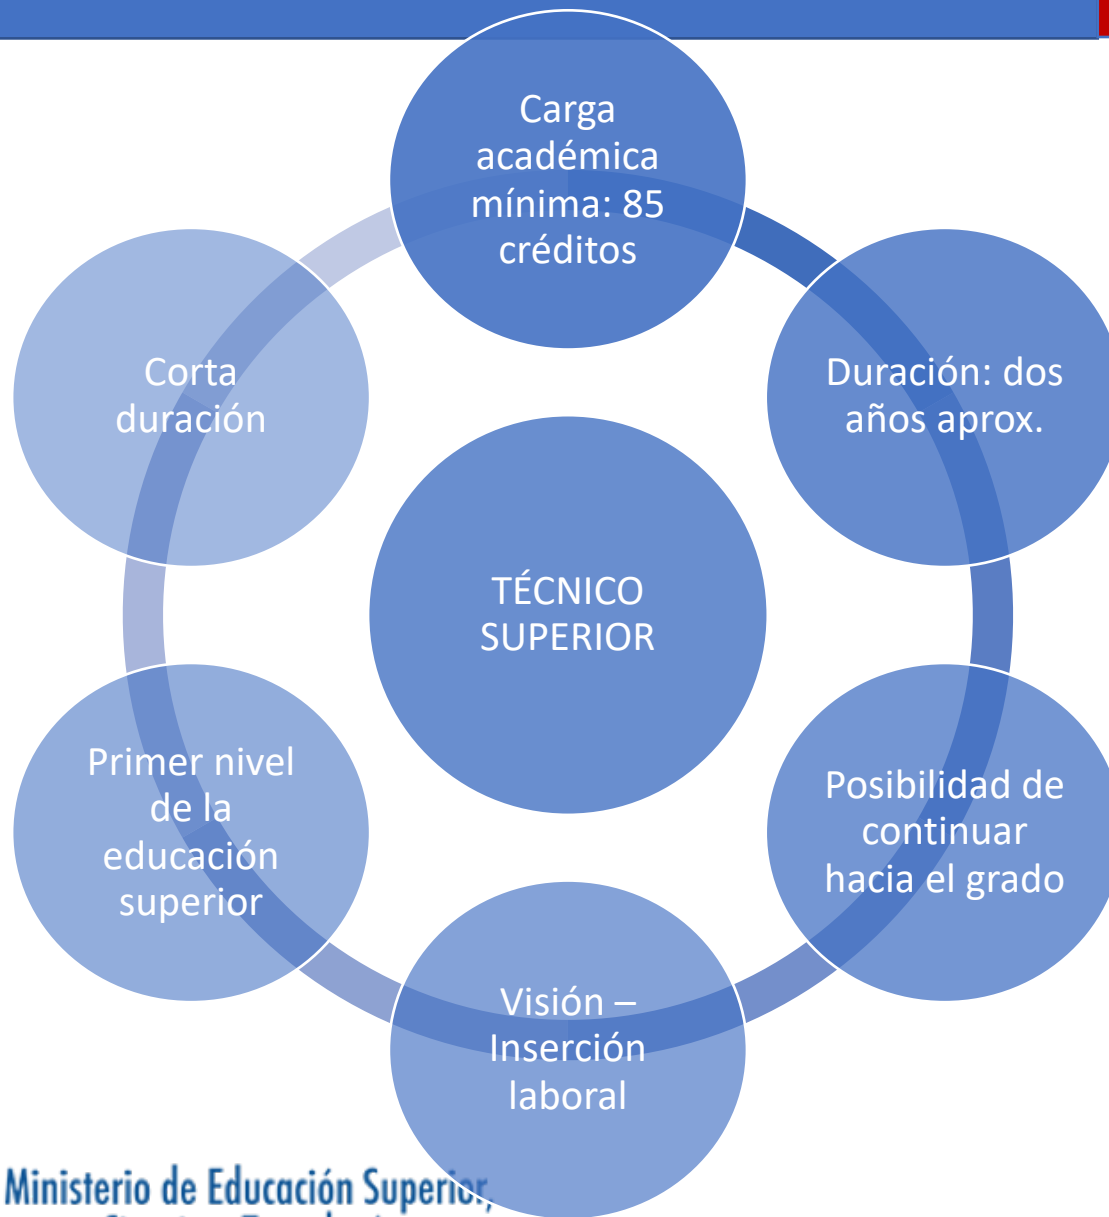 Carga
académica
mínima: 85
créditos
Duración: dos
años aprox.
Posibilidad de
continuar
hacia el grado
Visión –
Inserción
laboral
Primer nivel
de la
educación
superior
Corta
duración
TÉCNICO
SUPERIOR
Ministerio de Educación Superior,